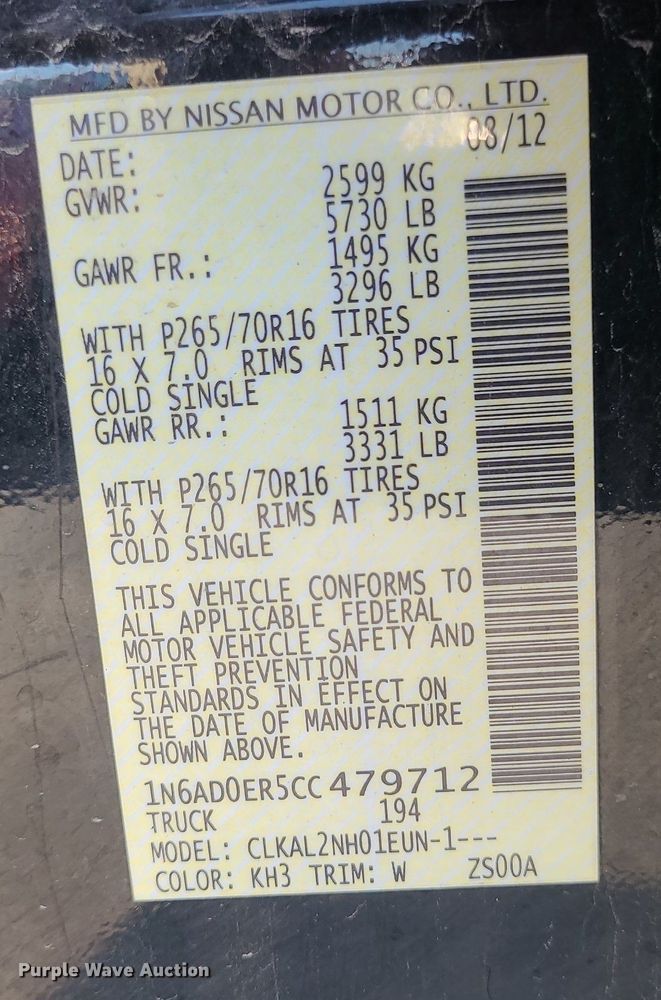 MFD BY NISSAN MOTOR CO., LTD.
DATE: 08/12
GVWR: 2599 KG
5730 LB
GAWR FR.: 1495 KG
3296 LB
WITH P265/70R16 TIRES
16 X 7.0 RIMS AT 35 PSI
COLD SINGLE
GAWR RR.: 1511 KG
3331 LB
WITH P265/70R16 TIRES
16 X 7.0 RIMS AT 35 PSI
COLD SINGLE
THIS VEHICLE CONFORMS TO
ALL APPLICABLE FEDERAL
MOTOR VEHICLE SAFETY AND
THEFT PREVENTION
STANDARDS IN EFFECT ON
THE DATE OF MANUFACTURE
SHOWN ABOVE.
1N6AD0ER5CC479712
TRUCK 194
MODEL: CLKAL2NH01EUN-1---
COLOR: KH3 TRIM: W ZS00A
Purple Wave Auction